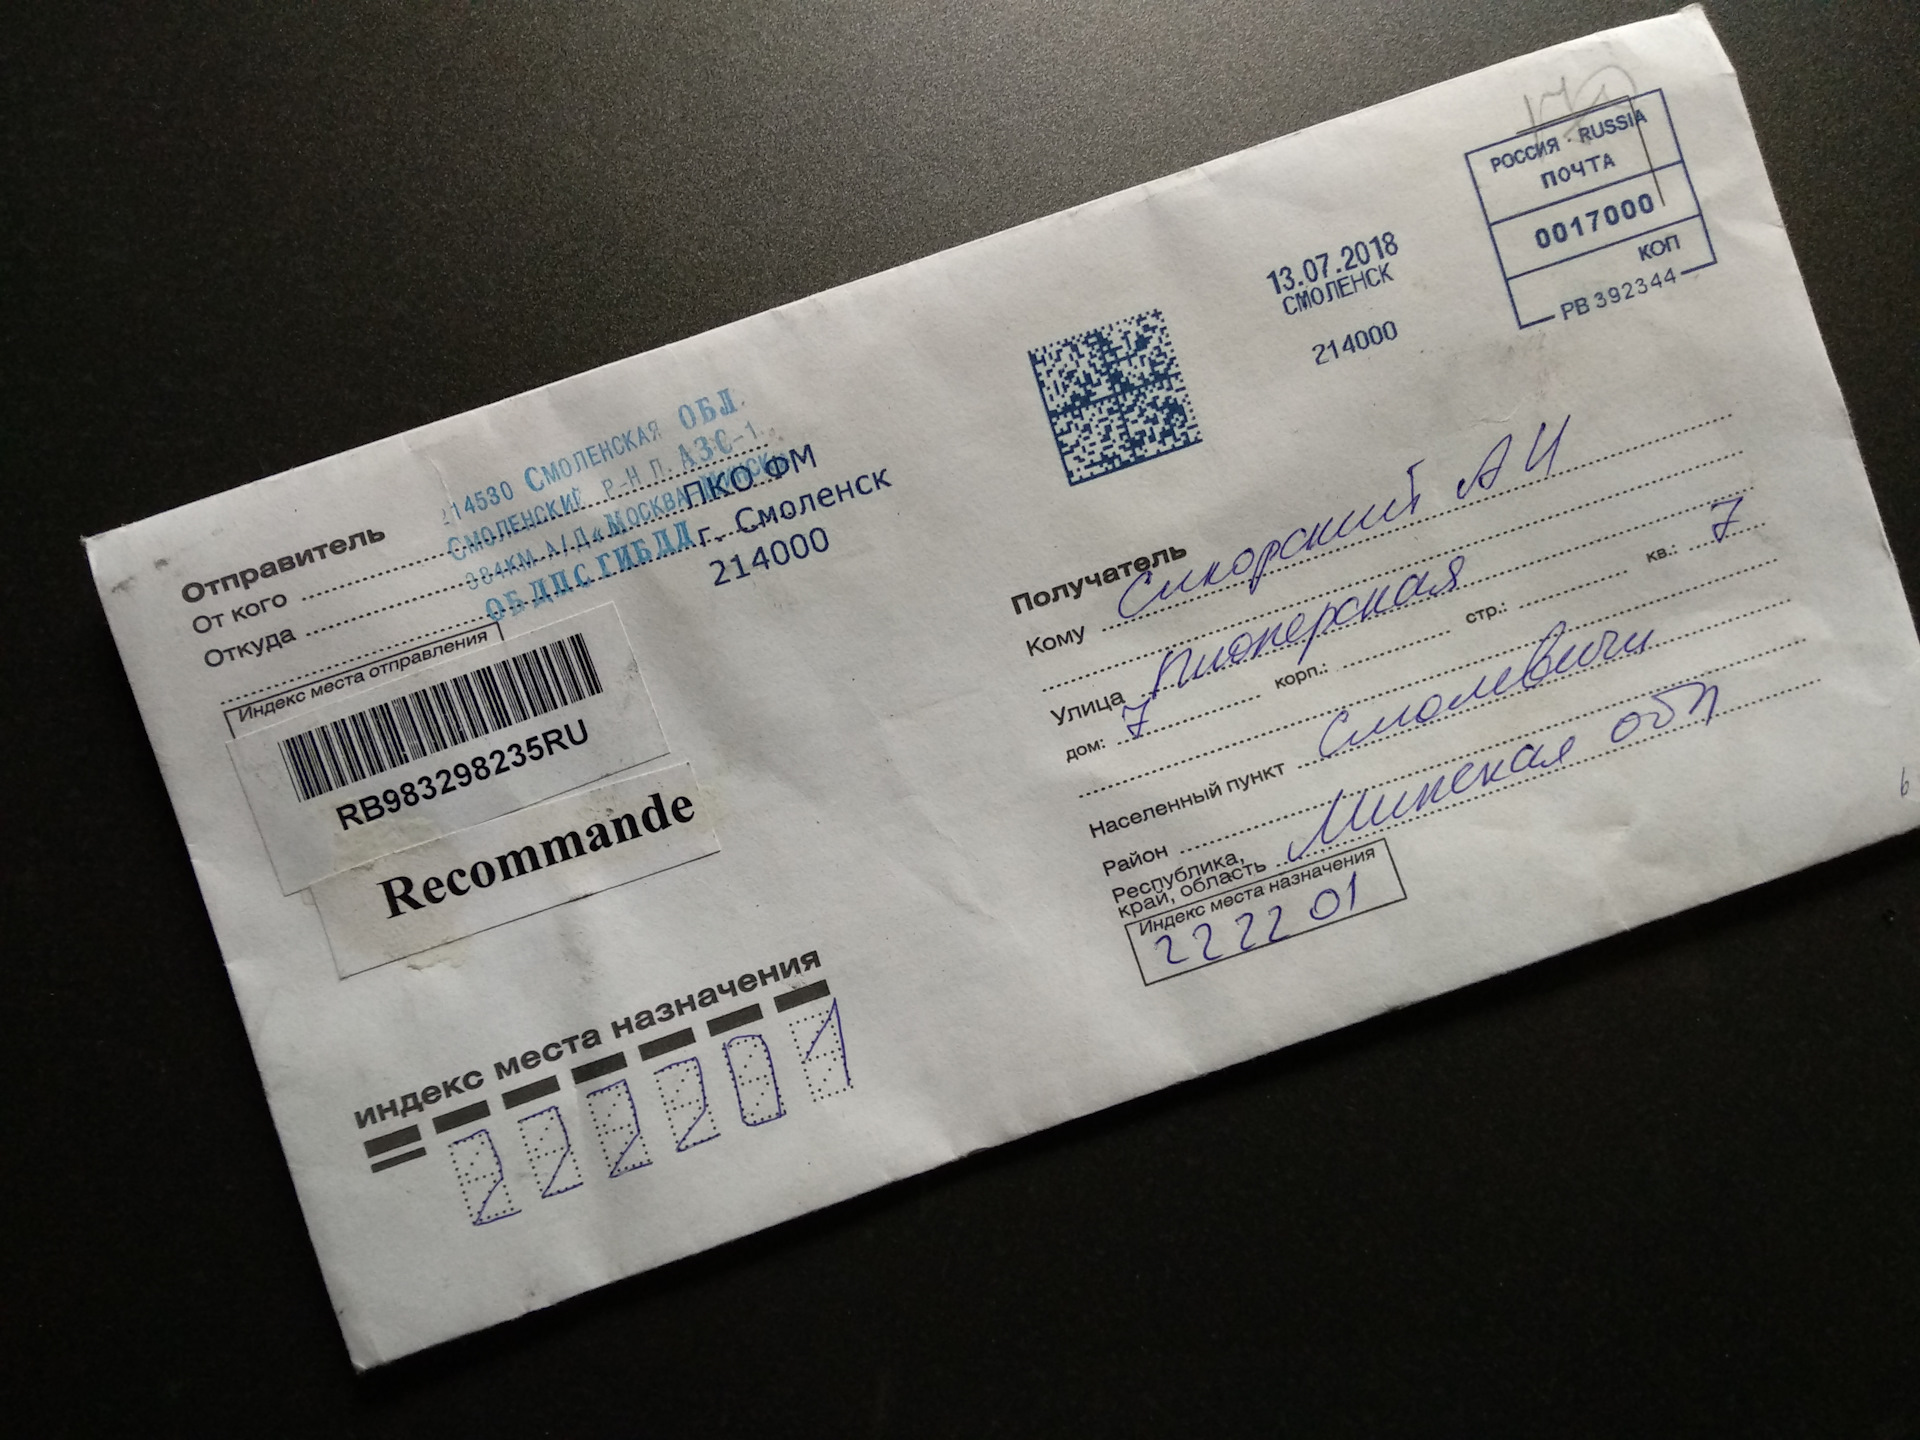 РОССИЯ · RUSSIA
ПОЧТА
0017000
КОП
РВ 392344
13.07.2018
СМОЛЕНСК
214000
214530 СМОЛЕНСКАЯ ОБЛ.
СМОЛЕНСКИЙ Р-Н П. АЗС-1
384КМ А/Д «МОСКВА-МИНСК»
ОБ ДПС ГИБДД
ПКО ФМ
г. Смоленск
214000
Отправитель
От кого
Откуда
Индекс места отправления
RB983298235RU
Recommande
индекс места назначения
222201
Получатель
Кому Сикорский А И
Улица Пионерская
дом: 7 корп.: стр.: кв.: 7
Населенный пункт Смолевичи
Район
Республика,
край, область Минская обл
Индекс места назначения
222201